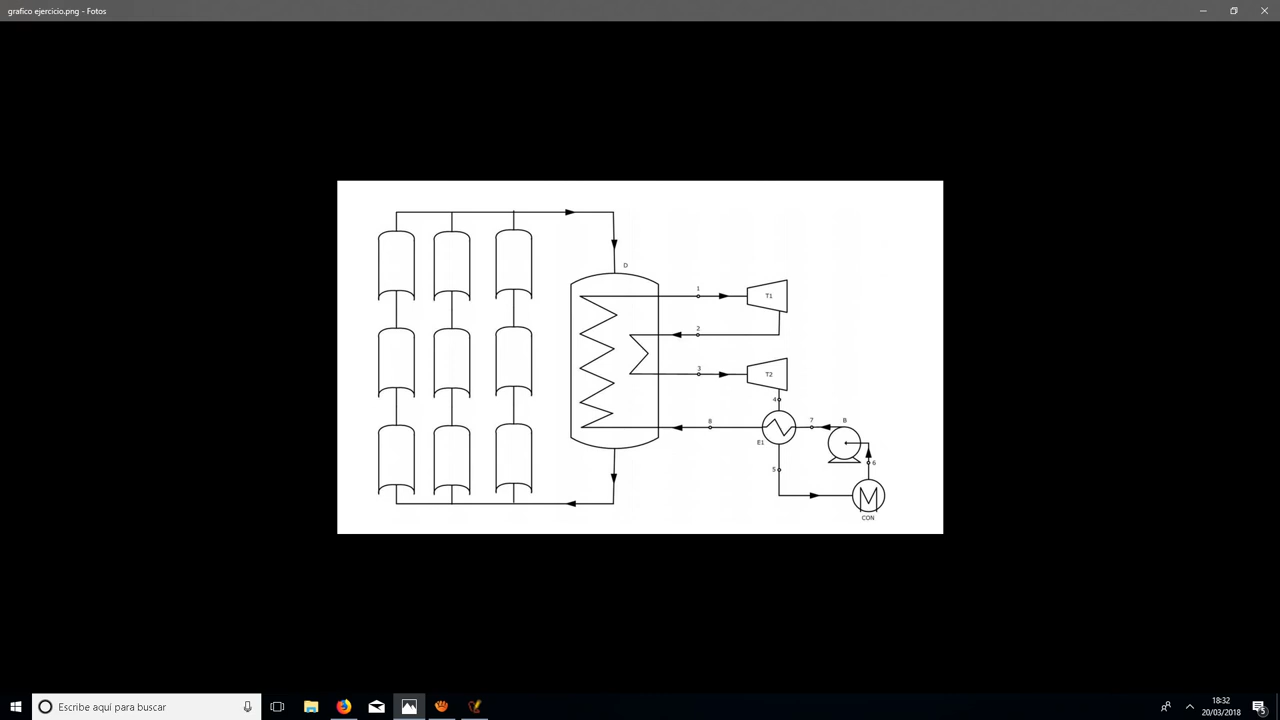 grafico ejercicio.png - Fotos
D
1
T1
2
3
T2
4
8
7
B
E1
6
5
CON
Escribe aquí para buscar
18:32
20/03/2018